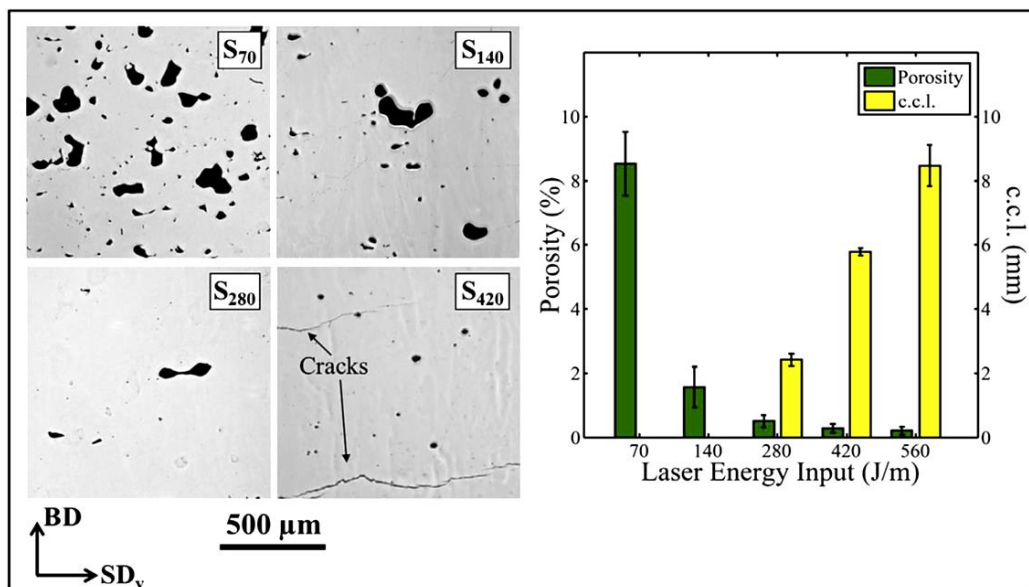 S70
S140
S280
S420
Cracks
BD
SDy
500 µm
Porosity
c.c.l.
Porosity (%)
10
8
6
4
2
0
10
8
6
4
2
0
c.c.l. (mm)
70 140 280 420 560
Laser Energy Input (J/m)